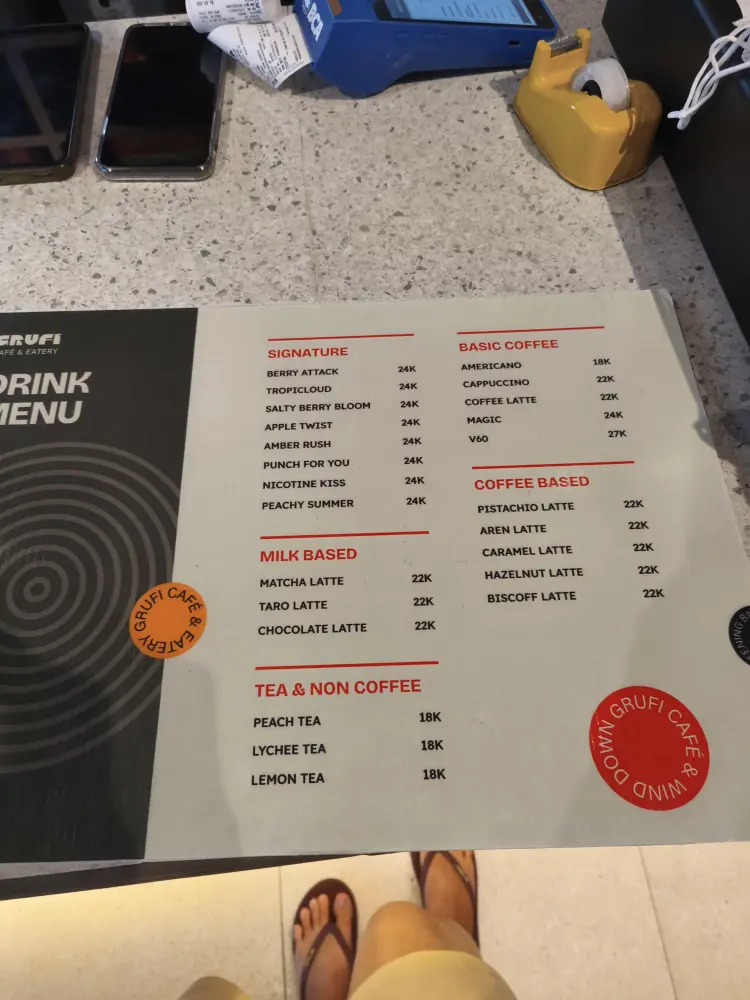 BCA
GRUFI
CAFÉ & EATERY
DRINK
MENU
SIGNATURE
BERRY ATTACK 24K
TROPICLOUD 24K
SALTY BERRY BLOOM 24K
APPLE TWIST 24K
AMBER RUSH 24K
PUNCH FOR YOU 24K
NICOTINE KISS 24K
PEACHY SUMMER 24K
MILK BASED
MATCHA LATTE 22K
TARO LATTE 22K
CHOCOLATE LATTE 22K
TEA & NON COFFEE
PEACH TEA 18K
LYCHEE TEA 18K
LEMON TEA 18K
BASIC COFFEE
AMERICANO 18K
CAPPUCCINO 22K
COFFEE LATTE 22K
MAGIC 24K
V60 27K
COFFEE BASED
PISTACHIO LATTE 22K
AREN LATTE 22K
CARAMEL LATTE 22K
HAZELNUT LATTE 22K
BISCOFF LATTE 22K
GRUFI CAFÉ & EATERY
GRUFI CAFÉ & WIND DOWN